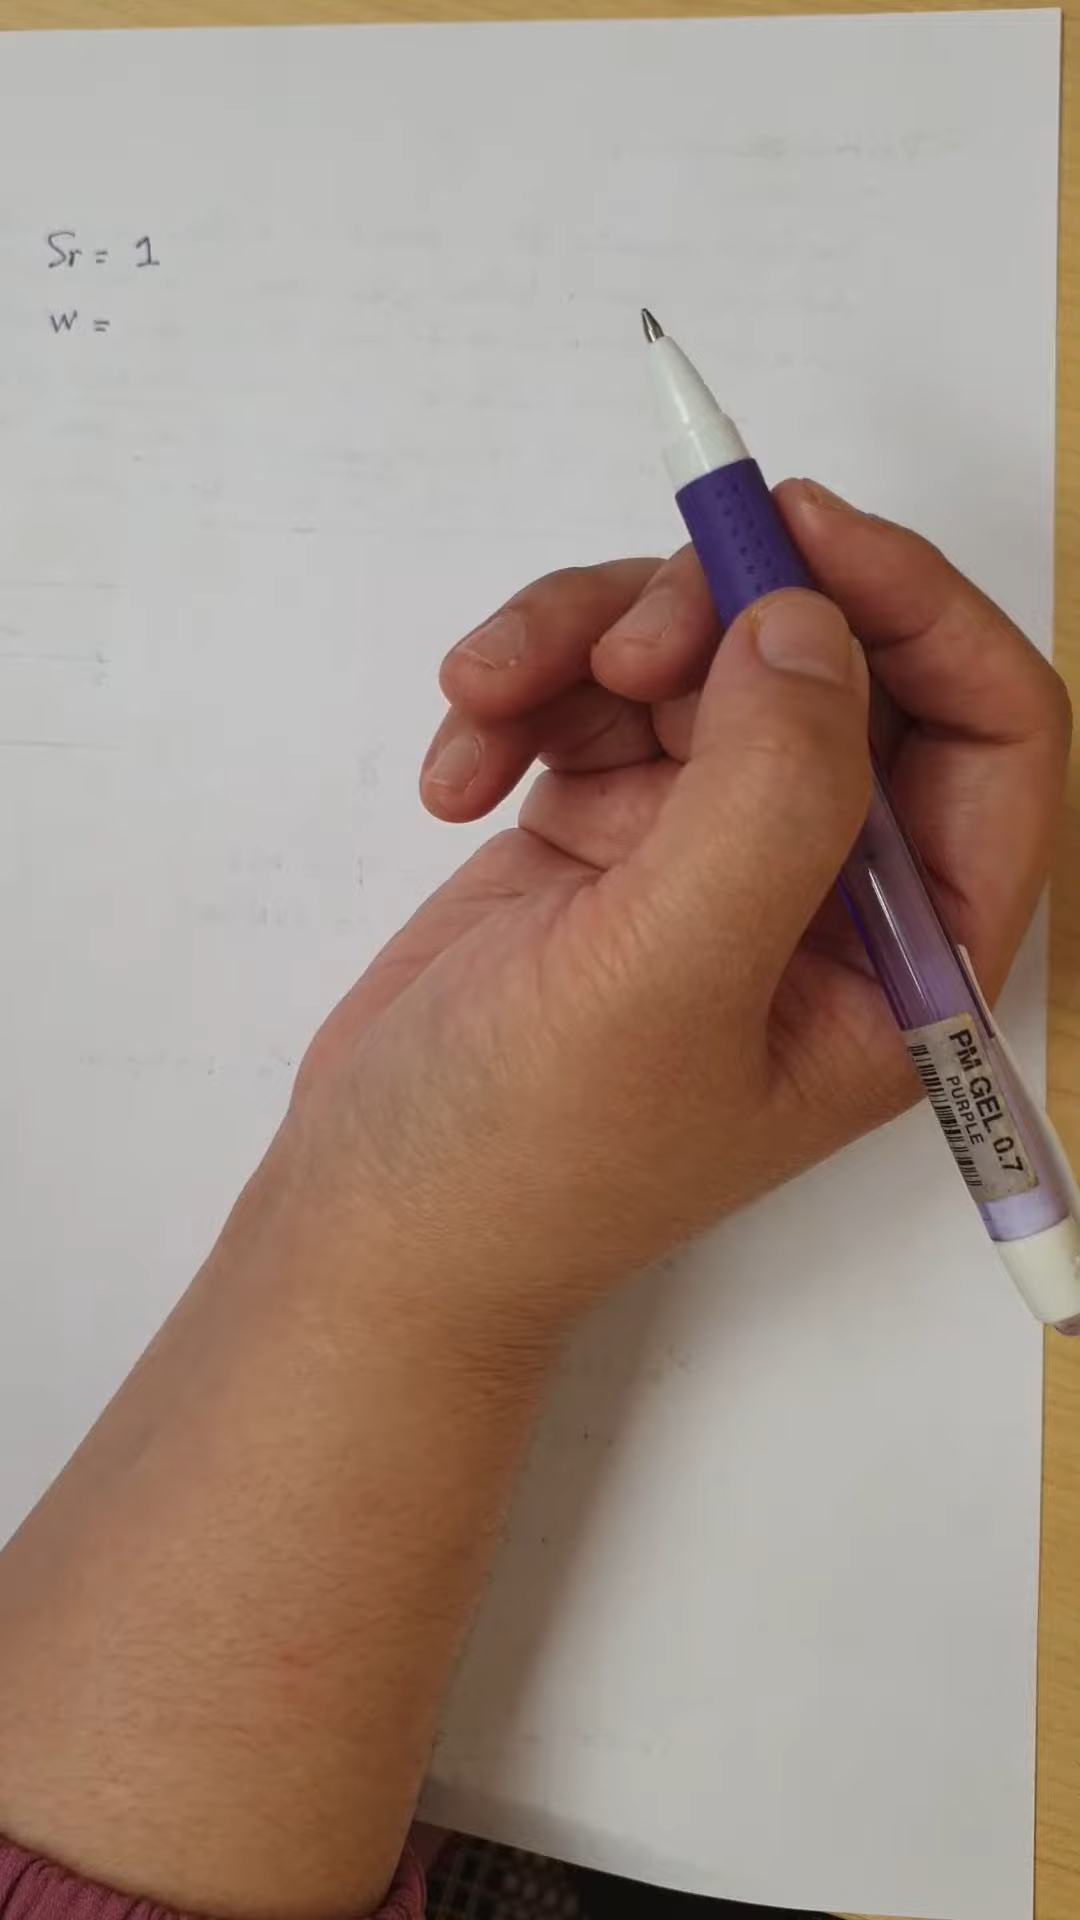 Sr = 1
w =
PM GEL 0.7
PURPLE